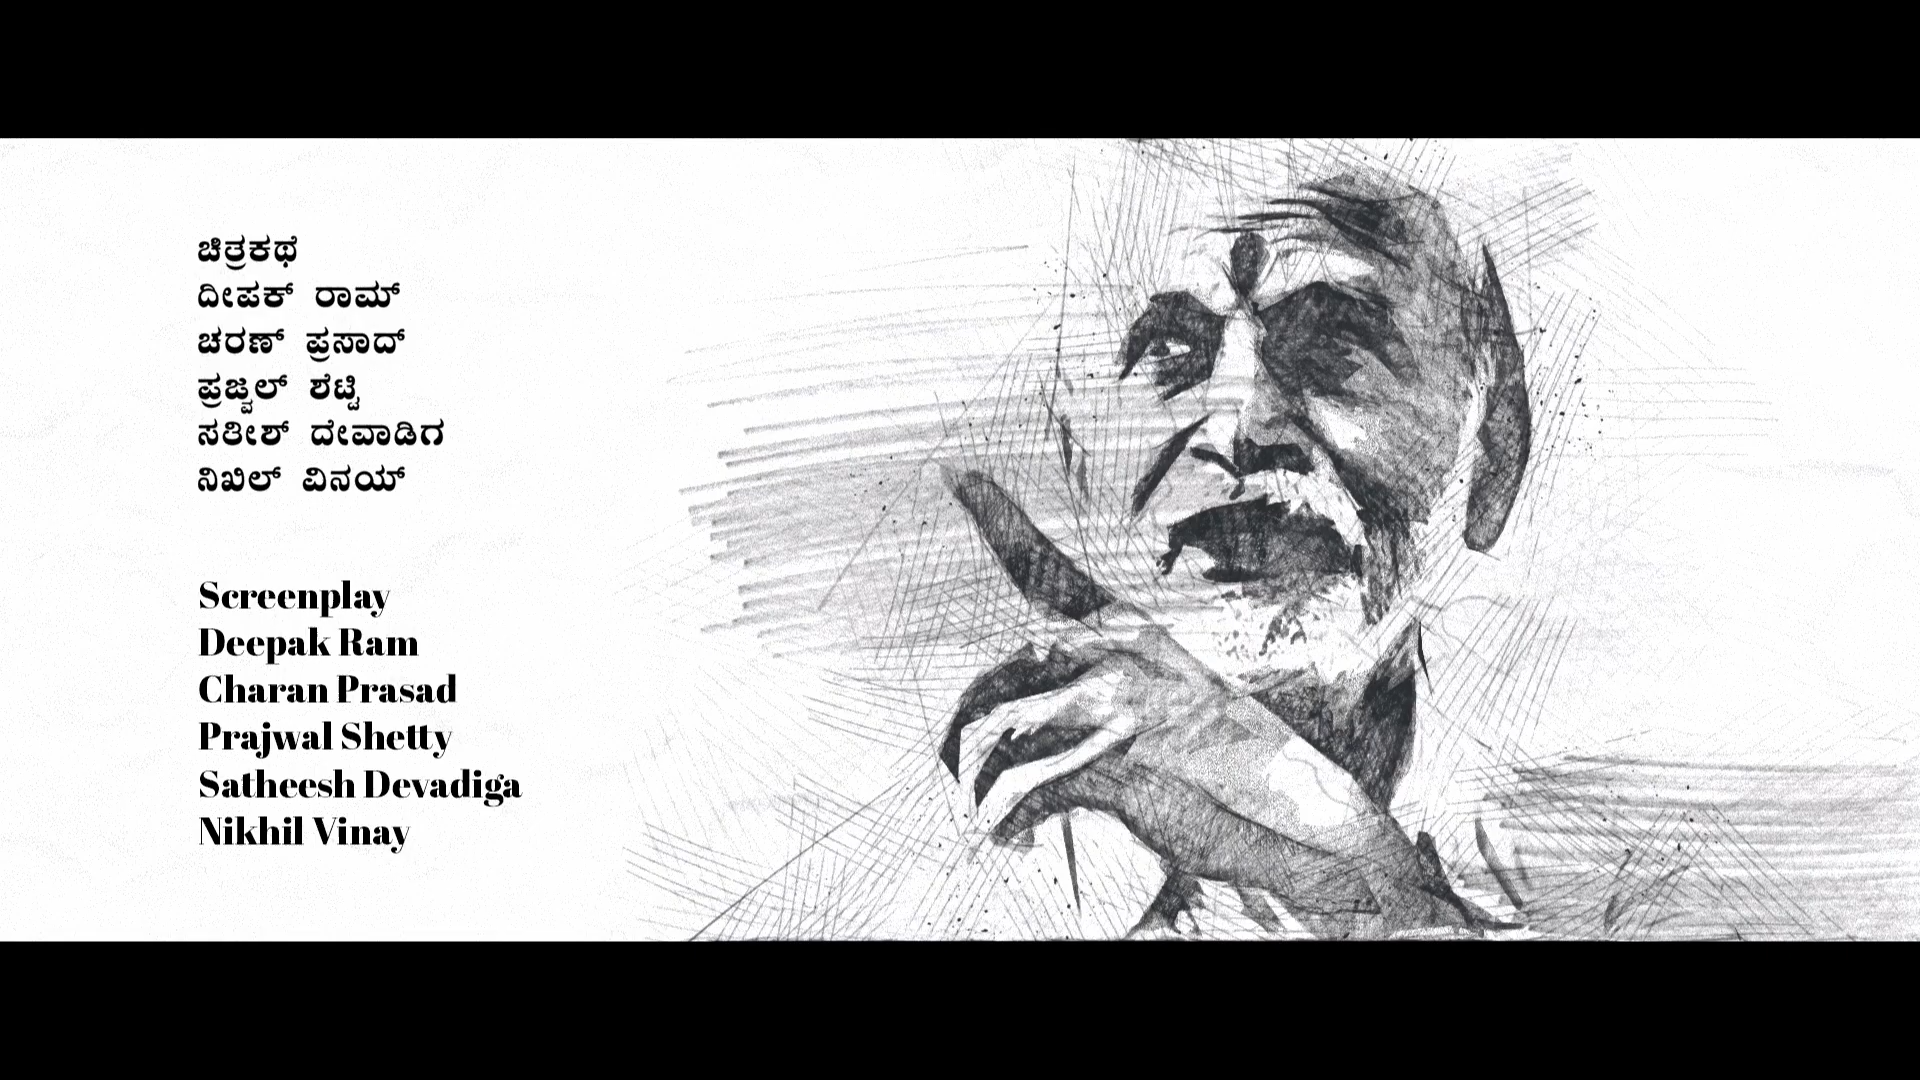 ಚಿತ್ರಕಥೆ
ದೀಪಕ್ ರಾಮ್
ಚರಣ್ ಪ್ರಸಾದ್
ಪ್ರಜ್ವಲ್ ಶೆಟ್ಟಿ
ಸತೀಶ್ ದೇವಾಡಿಗ
ನಿಖಿಲ್ ವಿನಯ್
Screenplay
Deepak Ram
Charan Prasad
Prajwal Shetty
Satheesh Devadiga
Nikhil Vinay